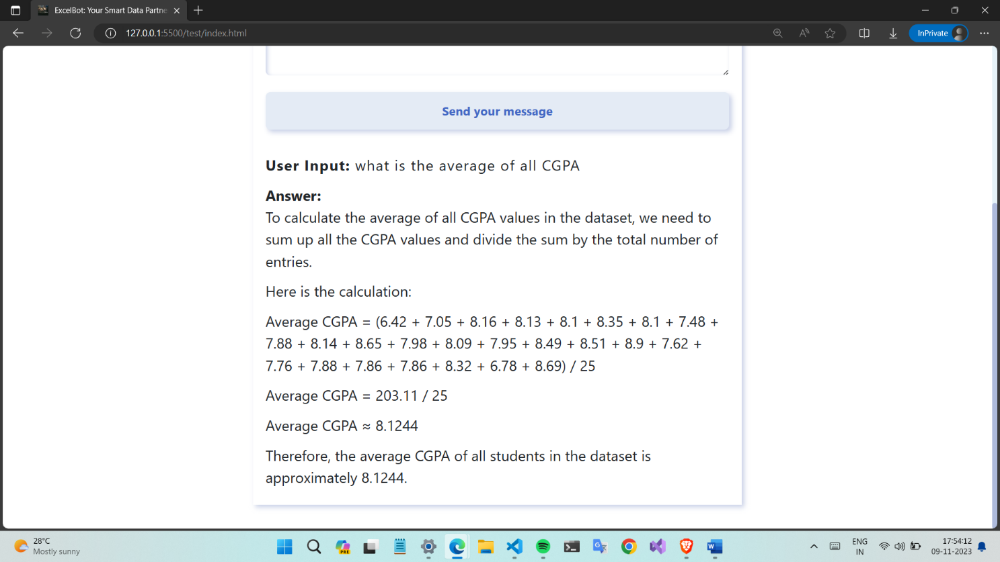 ExcelBot: Your Smart Data Partne
127.0.0.1:5500/test/index.html
InPrivate
Send your message
User Input: what is the average of all CGPA
Answer:
To calculate the average of all CGPA values in the dataset, we need to
sum up all the CGPA values and divide the sum by the total number of
entries.
Here is the calculation:
Average CGPA = (6.42 + 7.05 + 8.16 + 8.13 + 8.1 + 8.35 + 8.1 + 7.48 +
7.88 + 8.14 + 8.65 + 7.98 + 8.09 + 7.95 + 8.49 + 8.51 + 8.9 + 7.62 +
7.76 + 7.88 + 7.86 + 7.86 + 8.32 + 6.78 + 8.69) / 25
Average CGPA = 203.11 / 25
Average CGPA ≈ 8.1244
Therefore, the average CGPA of all students in the dataset is
approximately 8.1244.
28°C
Mostly sunny
PRE
ENG
IN
17:54:12
09-11-2023